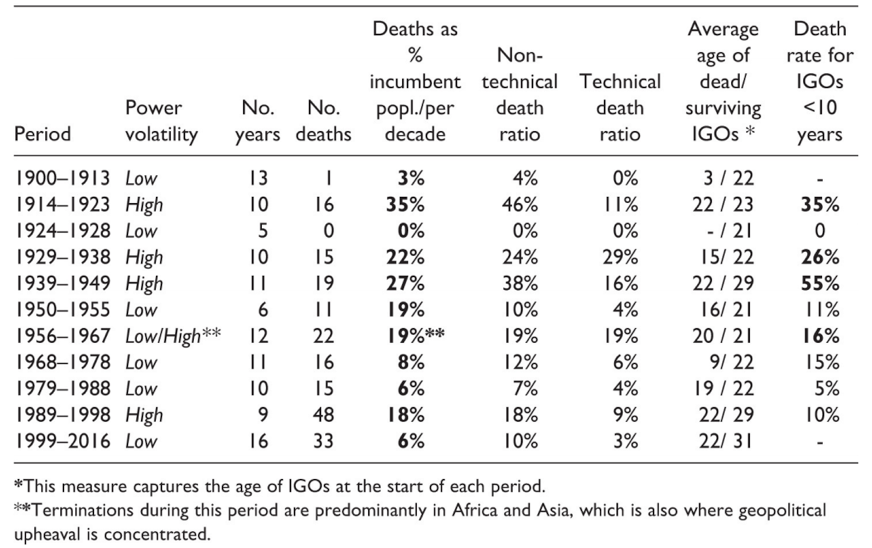 Period Power volatility No. years No. deaths Deaths as % incumbent popl./per decade Non-technical death ratio Technical death ratio Average age of dead/surviving IGOs * Death rate for IGOs <10 years
1900–1913 Low 13 1 3% 4% 0% 3 / 22 -
1914–1923 High 10 16 35% 46% 11% 22 / 23 35%
1924–1928 Low 5 0 0% 0% 0% - / 21 0
1929–1938 High 10 15 22% 24% 29% 15/ 22 26%
1939–1949 High 11 19 27% 38% 16% 22 / 29 55%
1950–1955 Low 6 11 19% 10% 4% 16/ 21 11%
1956–1967 Low/High** 12 22 19%** 19% 19% 20 / 21 16%
1968–1978 Low 11 16 8% 12% 6% 9/ 22 15%
1979–1988 Low 10 15 6% 7% 4% 19 / 22 5%
1989–1998 High 9 48 18% 18% 9% 22/ 29 10%
1999–2016 Low 16 33 6% 10% 3% 22/ 31 -
*This measure captures the age of IGOs at the start of each period.
**Terminations during this period are predominantly in Africa and Asia, which is also where geopolitical
upheaval is concentrated.